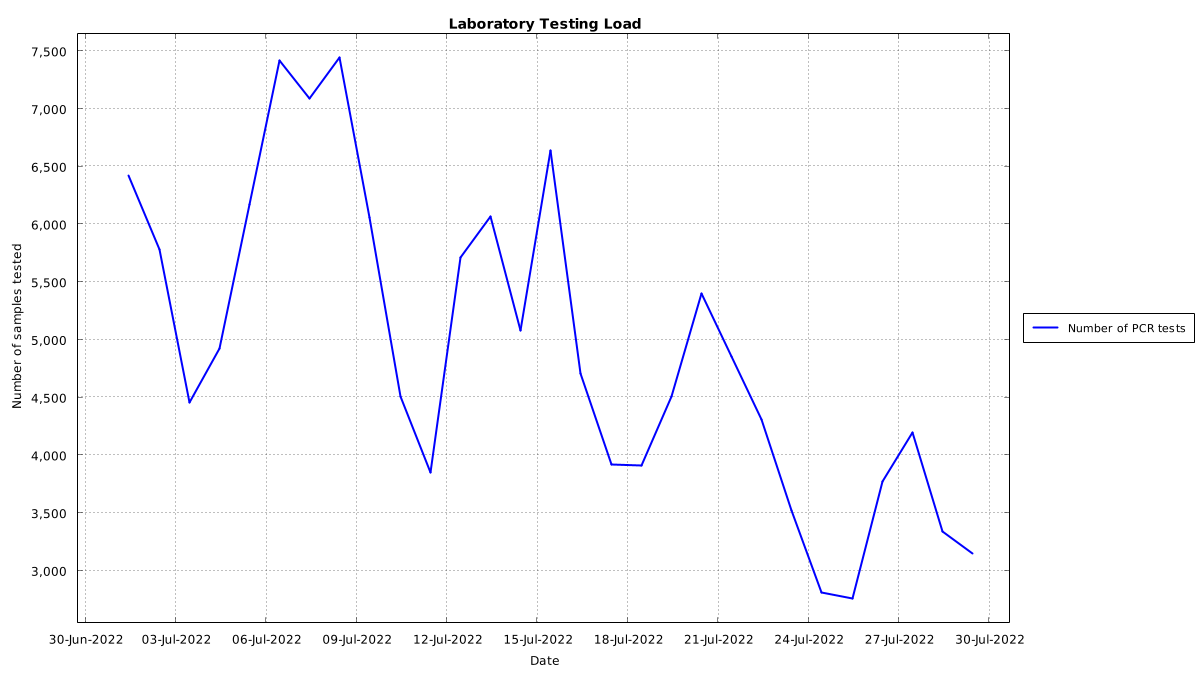 Laboratory Testing Load
7,500
7,000
6,500
6,000
5,500
5,000
4,500
4,000
3,500
3,000
Number of samples tested
30-Jun-2022 03-Jul-2022 06-Jul-2022 09-Jul-2022 12-Jul-2022 15-Jul-2022 18-Jul-2022 21-Jul-2022 24-Jul-2022 27-Jul-2022 30-Jul-2022
Date
Number of PCR tests